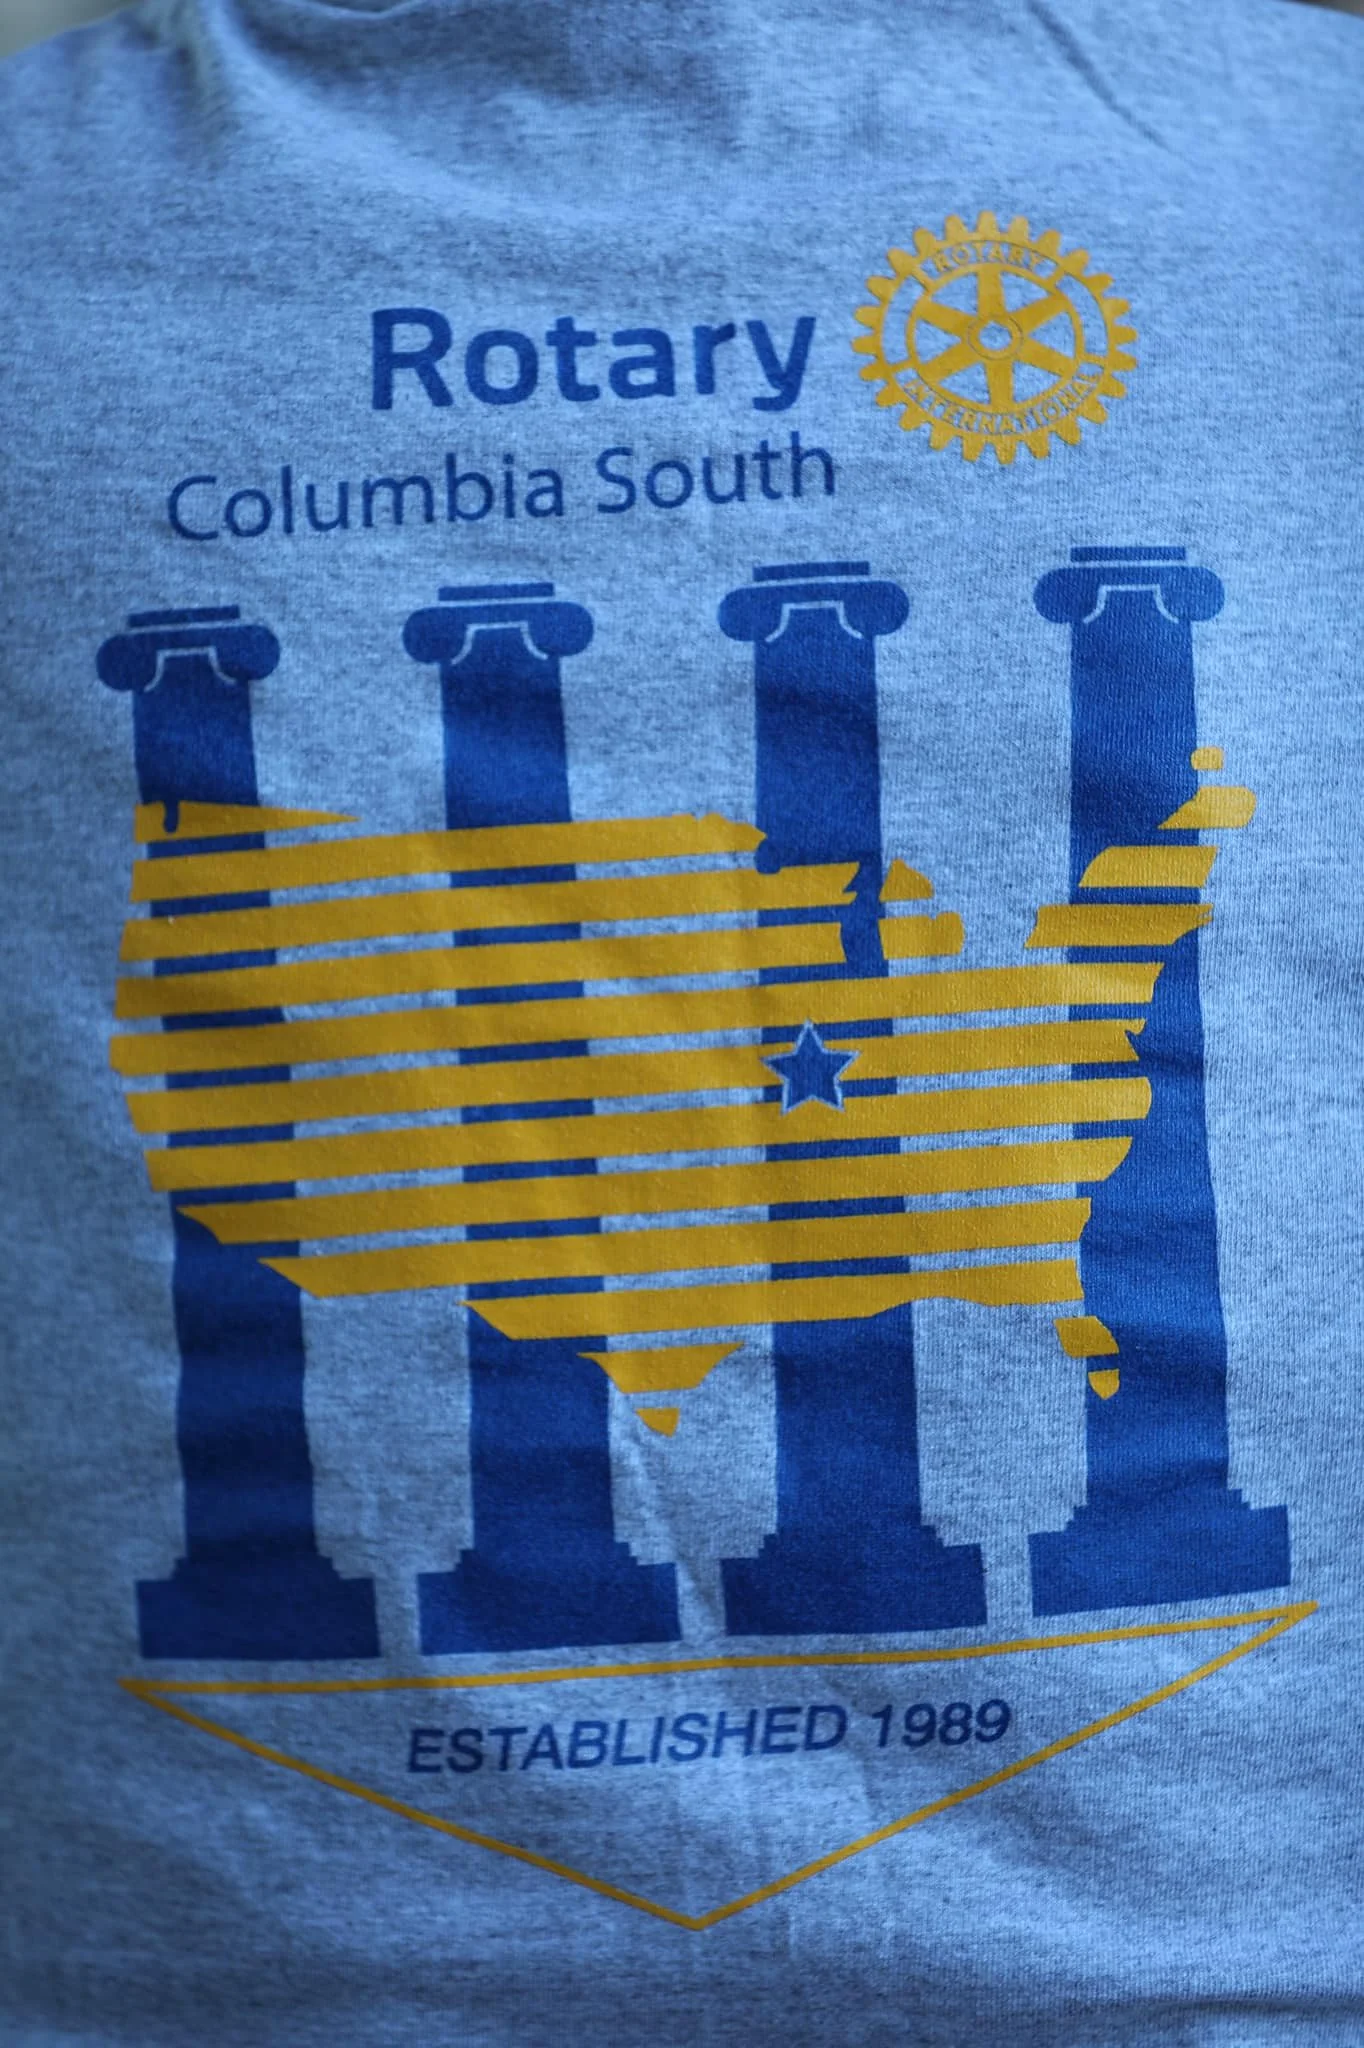 Rotary
ROTARY
INTERNATIONAL
Columbia South
ESTABLISHED 1989